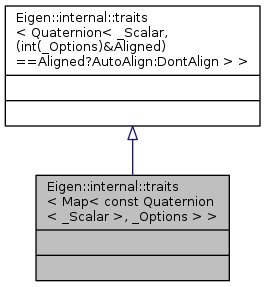 Eigen::internal::traits
< Quaternion< _Scalar,
(int(_Options)&Aligned)
==Aligned?AutoAlign:DontAlign > >
Eigen::internal::traits
< Map< const Quaternion
< _Scalar >, _Options > >